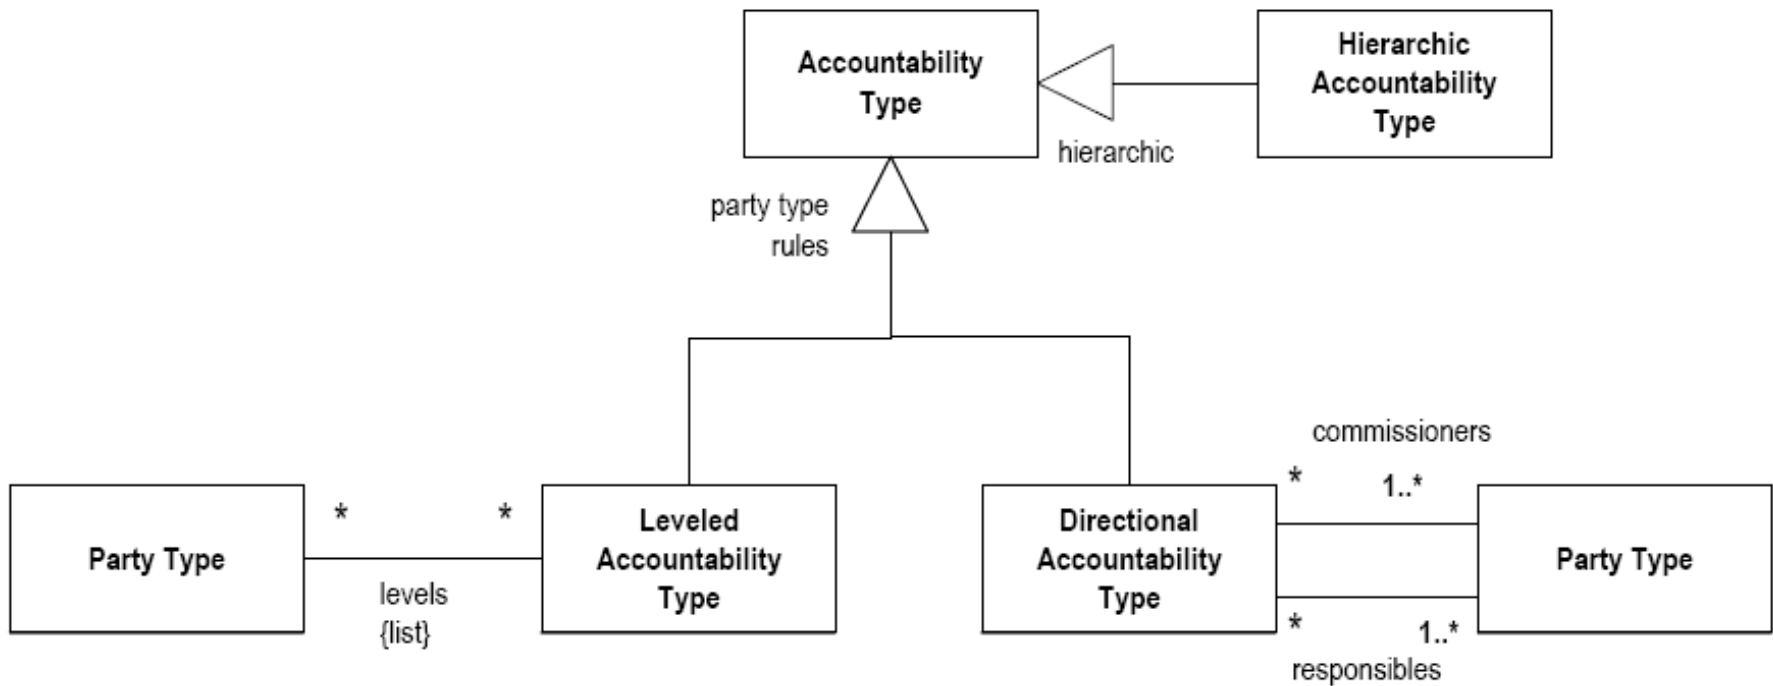 Accountability
Type
Hierarchic
Accountability
Type
hierarchic
party type
rules
commissioners
*
1..*
Party Type
*
*
levels
{list}
Leveled
Accountability
Type
Directional
Accountability
Type
Party Type
*
1..*
responsibles